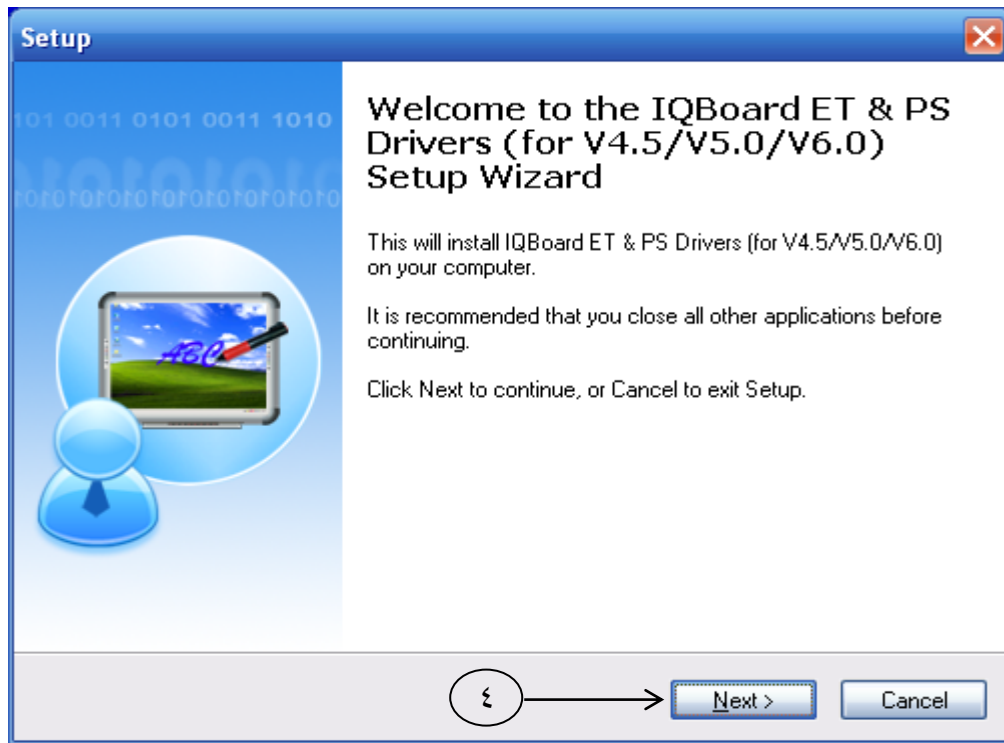 Setup
101 0011 0101 0011 1010
Welcome to the IQBoard ET & PS
Drivers (for V4.5/V5.0/V6.0)
Setup Wizard
This will install IQBoard ET & PS Drivers (for V4.5/V5.0/V6.0)
on your computer.
It is recommended that you close all other applications before
continuing.
Click Next to continue, or Cancel to exit Setup.
ABC
٤
Next >
Cancel